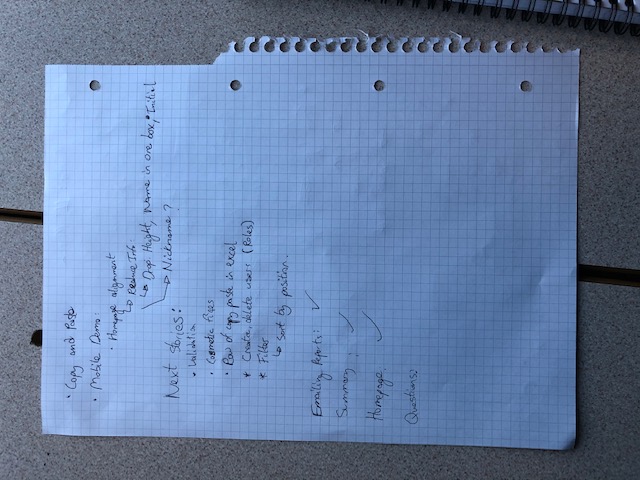 • Copy and Paste
• Mobile Demo:
• Homepage alignment
↳ Reduce Info:
↳ Drop. Height, Name in one box, • Initial
→ Nickname?
Next stories:
• Validation
• Cosmetic fixes
• Row of copy paste in excel
* Create, delete users (Roles)
* Filter
↳ Sort by position.
Emailing Reports: ✓
Summary: ✓
Homepage: ✓
Questions: